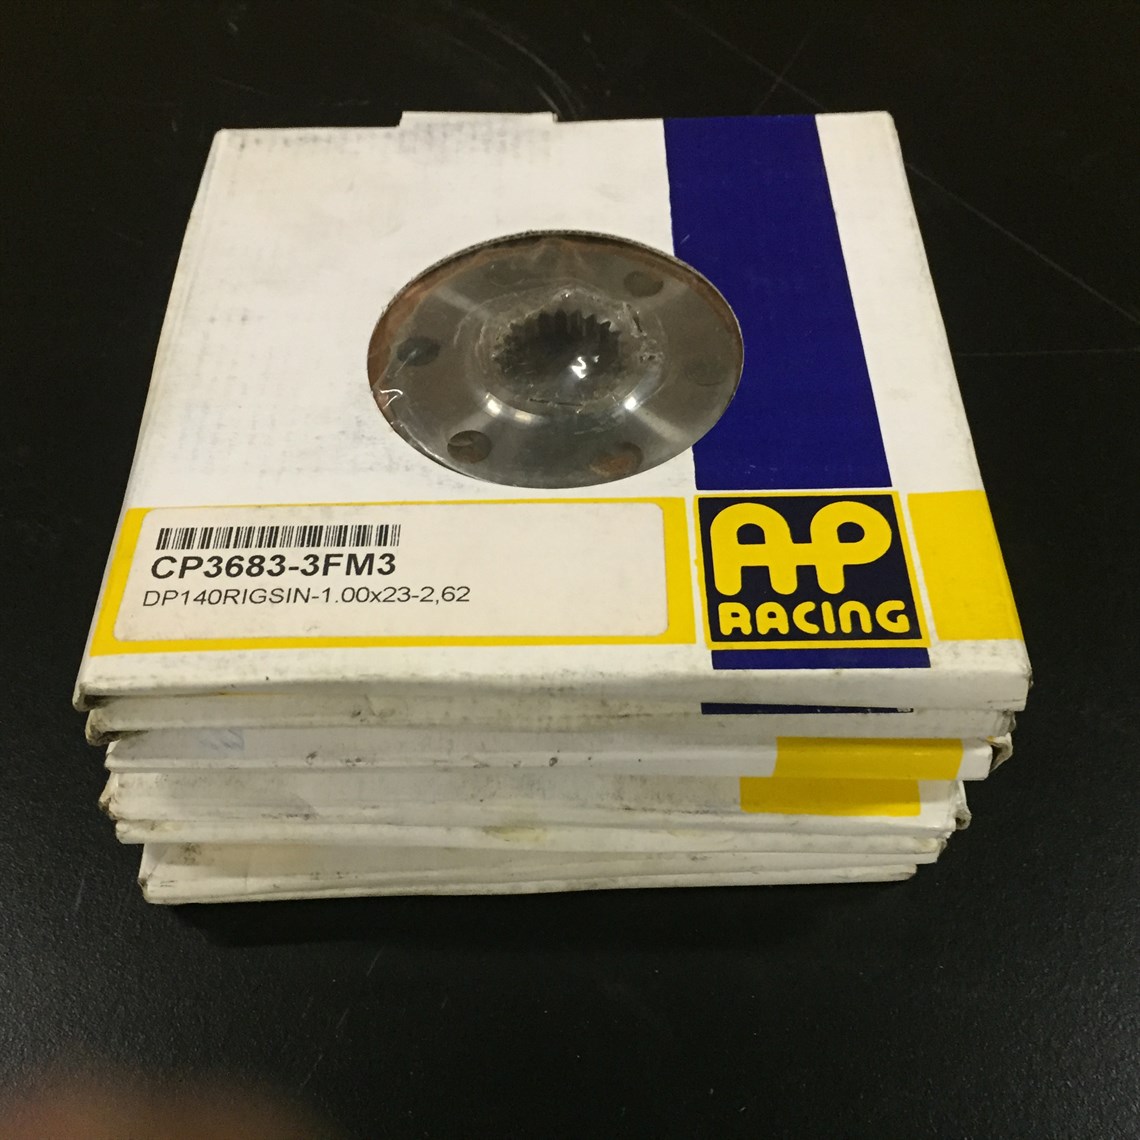 CP3683-3FM3
DP140RIGSIN-1.00x23-2,62
AP
RACING